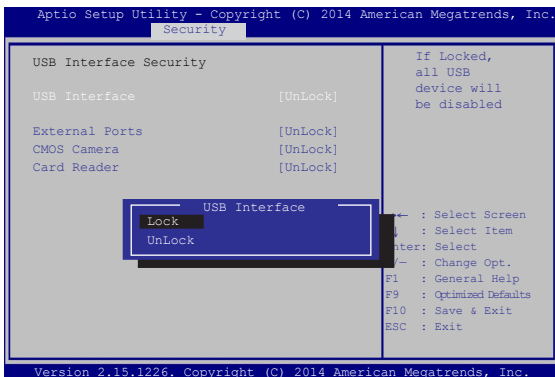 Aptio Setup Utility - Copyright (C) 2014 American Megatrends, Inc.
Security
USB Interface Security
USB Interface [UnLock]
External Ports [UnLock]
CMOS Camera [UnLock]
Card Reader [UnLock]
If Locked,
all USB
device will
be disabled
USB Interface
Lock
UnLock
→← : Select Screen
: Select Item
nter: Select
/— : Change Opt.
F1 : General Help
F9 : Optimized Defaults
F10 : Save & Exit
ESC : Exit
Version 2.15.1226. Copyright (C) 2014 American Megatrends, Inc.